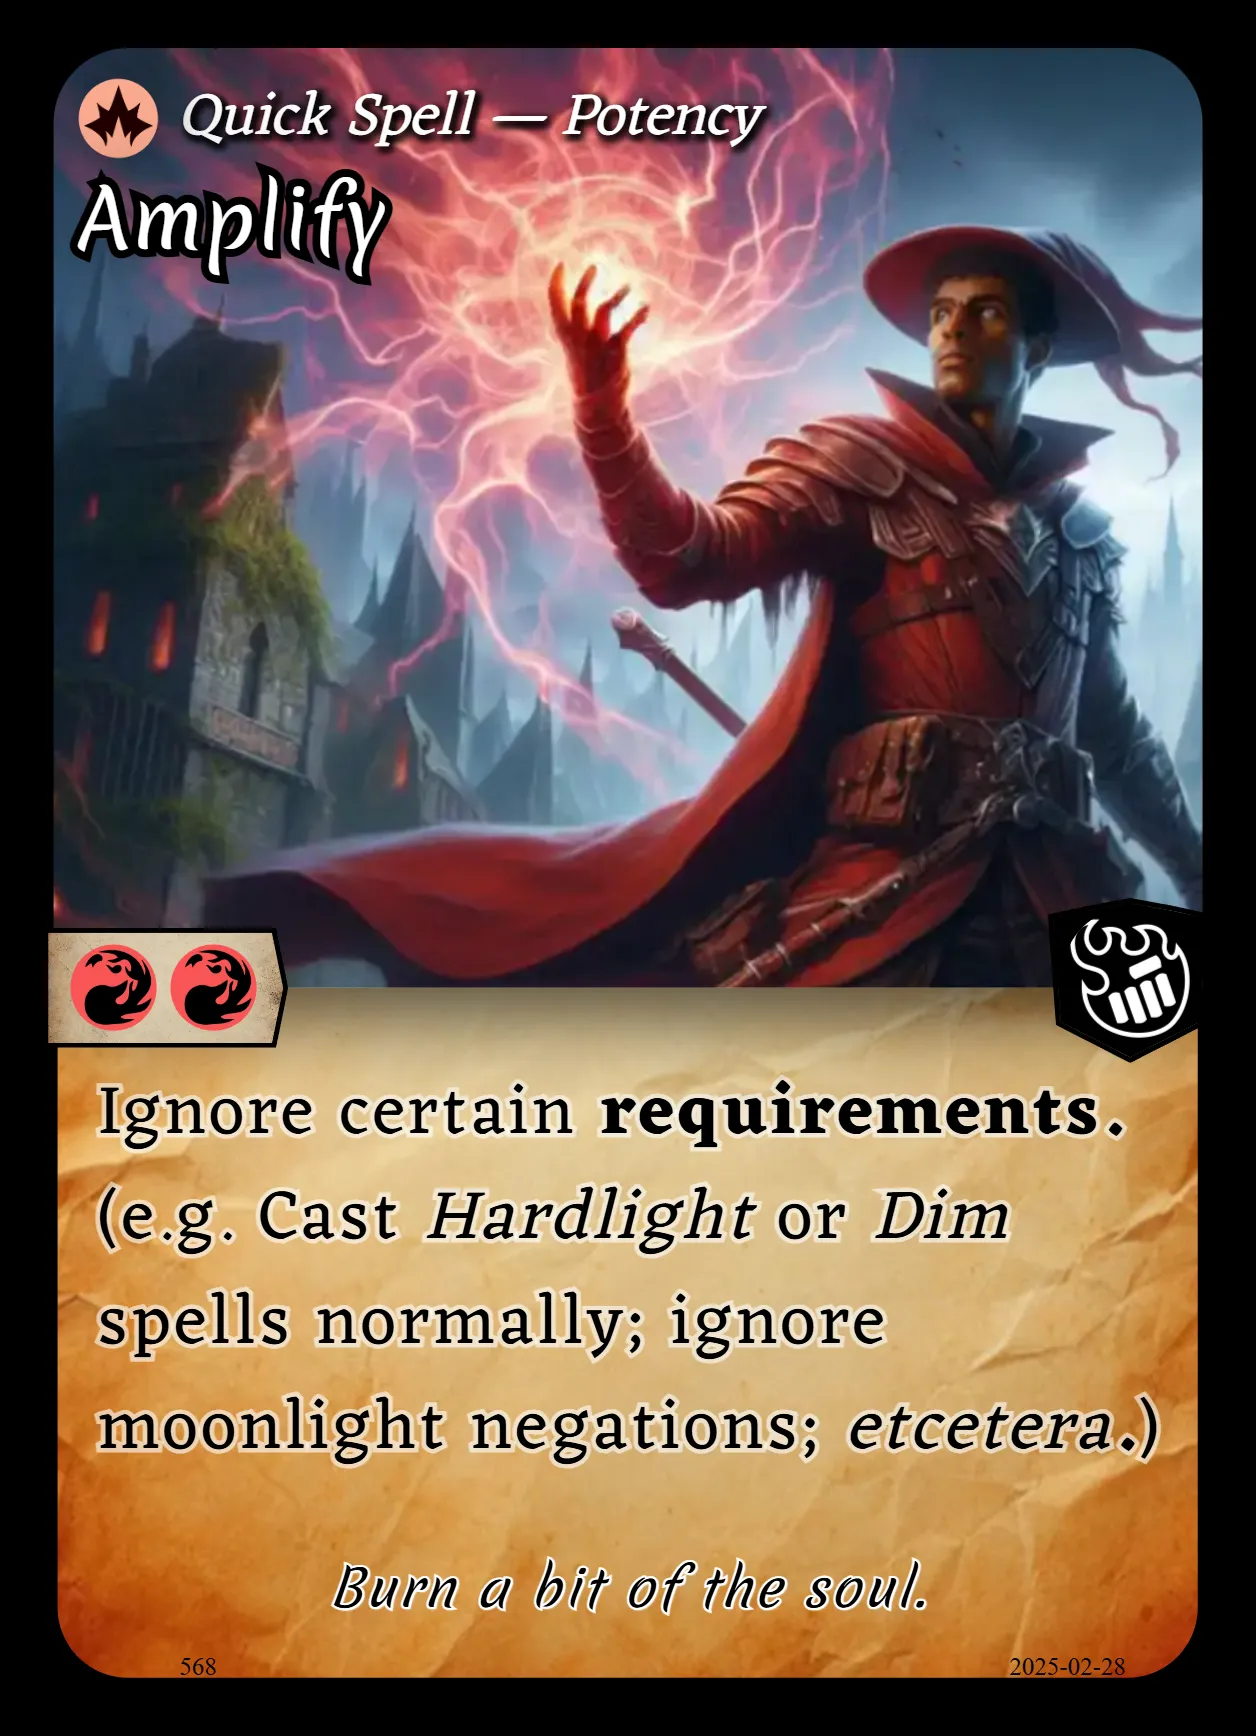 Quick Spell — Potency
Amplify
Ignore certain requirements.
(e.g. Cast Hardlight or Dim
spells normally; ignore
moonlight negations; etcetera.)
Burn a bit of the soul.
568
2025-02-28